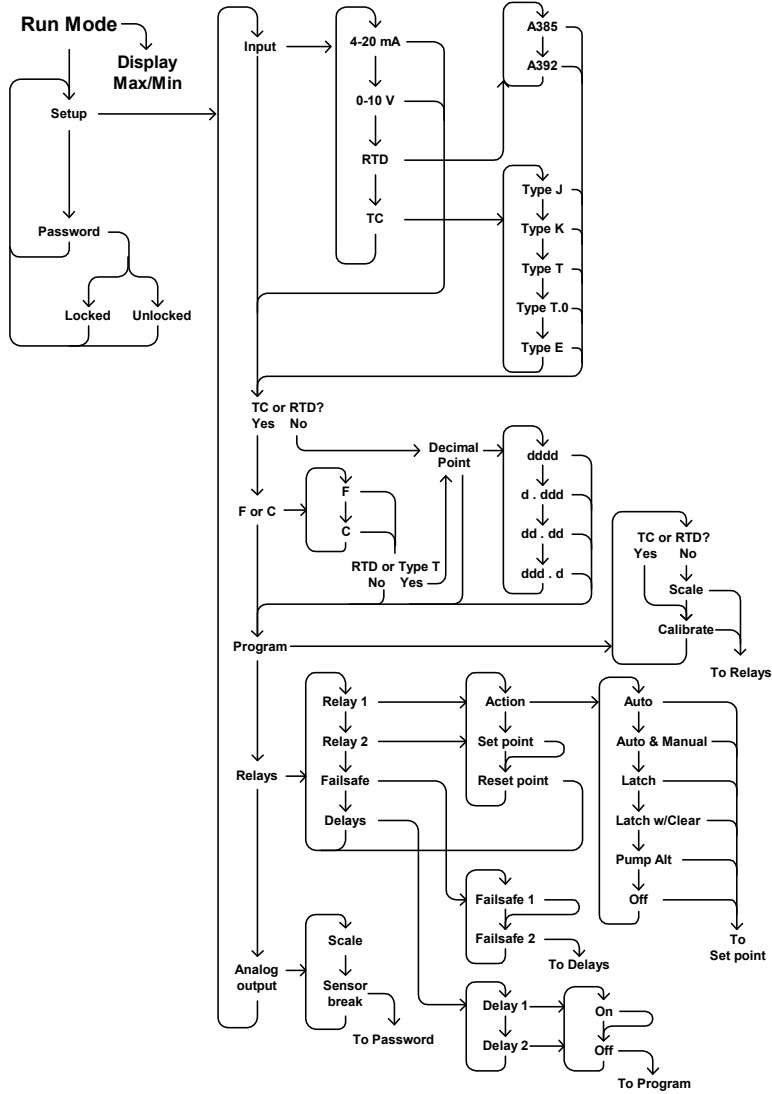 Run Mode
Display
Max/Min
Setup
Password
Locked
Unlocked
Input
4-20 mA
0-10 V
RTD
TC
A385
A392
Type J
Type K
Type T
Type T.0
Type E
TC or RTD?
Yes No
Decimal
Point
dddd
d . ddd
dd . dd
ddd . d
F or C
F
C
RTD or Type T
No Yes
TC or RTD?
Yes No
Scale
Calibrate
To Relays
Program
Relays
Relay 1
Relay 2
Failsafe
Delays
Action
Set point
Reset point
Auto
Auto & Manual
Latch
Latch w/Clear
Pump Alt
Off
To
Set point
Failsafe 1
Failsafe 2
To Delays
Analog
output
Scale
Sensor
break
To Password
Delay 1
Delay 2
On
Off
To Program